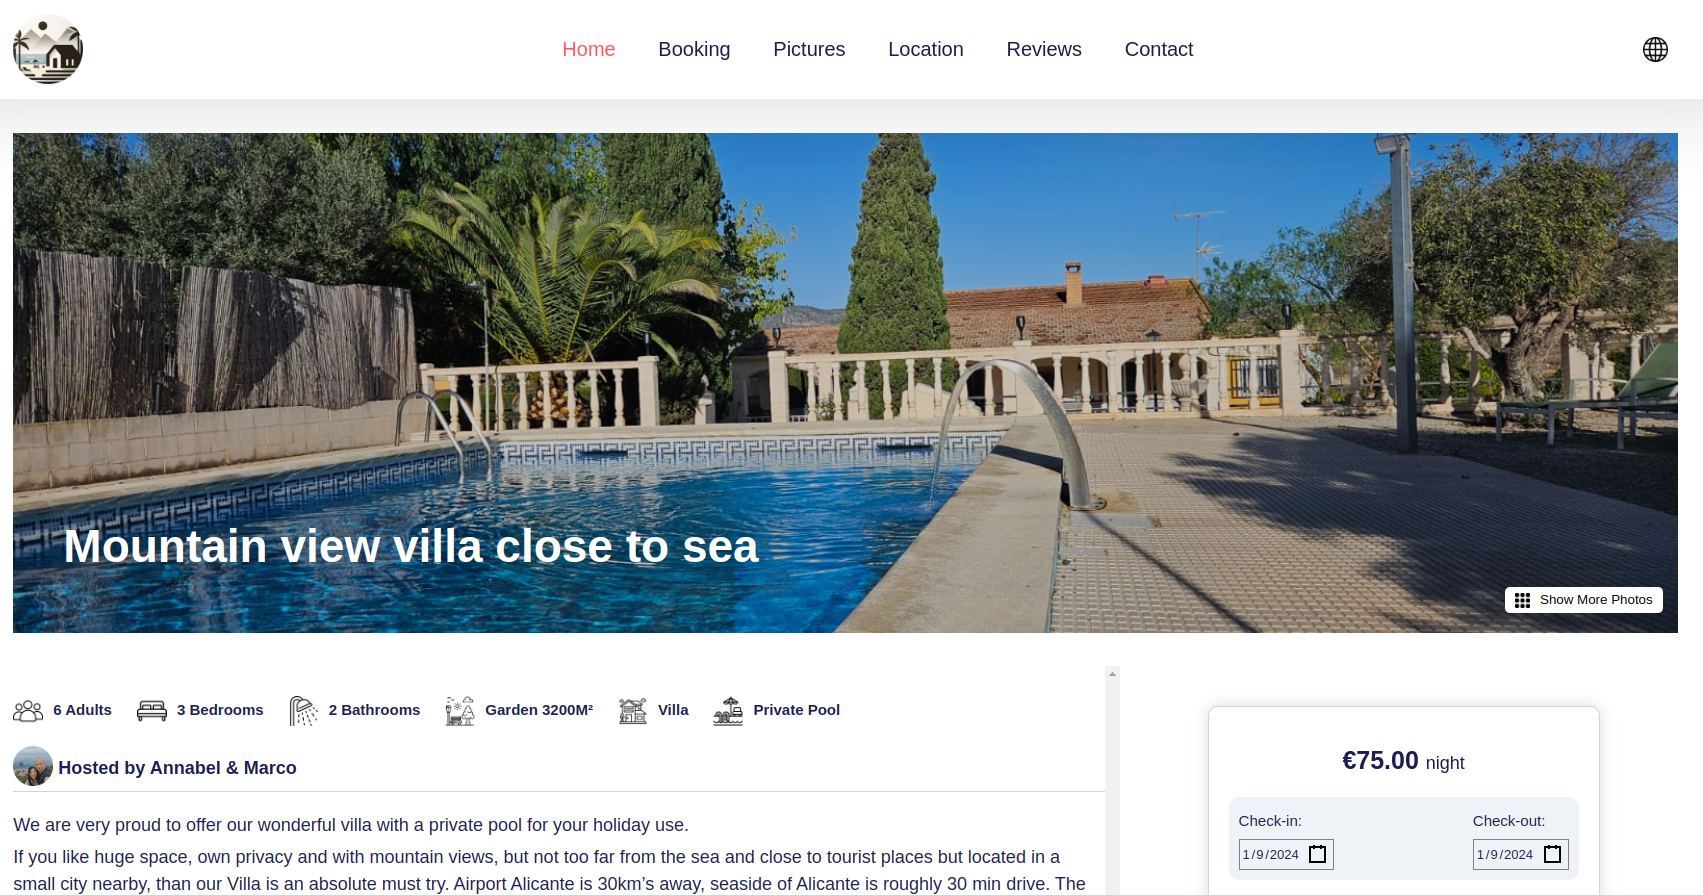 Home Booking Pictures Location Reviews Contact
Mountain view villa close to sea
Show More Photos
6 Adults 3 Bedrooms 2 Bathrooms Garden 3200M² Villa Private Pool
Hosted by Annabel & Marco
We are very proud to offer our wonderful villa with a private pool for your holiday use.
If you like huge space, own privacy and with mountain views, but not too far from the sea and close to tourist places but located in a
small city nearby, than our Villa is an absolute must try. Airport Alicante is 30km’s away, seaside of Alicante is roughly 30 min drive. The
€75.00 night
Check-in: Check-out:
1/9/2024 1/9/2024